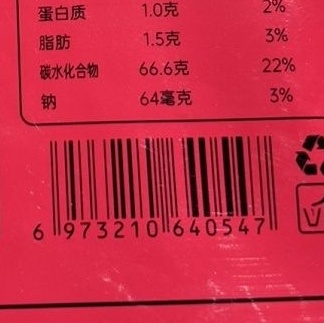 蛋白质 1.0克 2%
脂肪 1.5克 3%
碳水化合物 66.6克 22%
钠 64毫克 3%
6 973210 640547